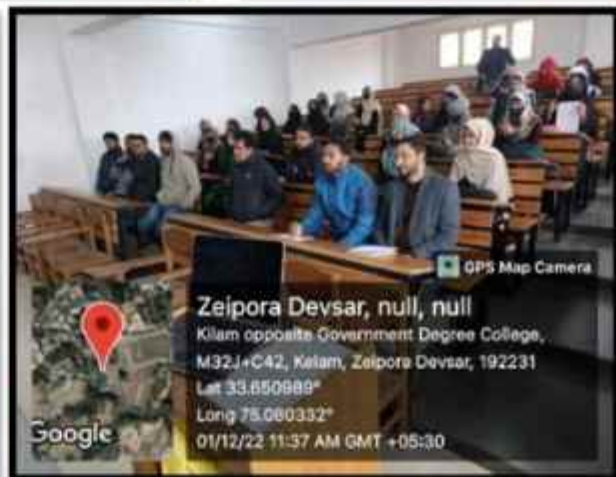 GPS Map Camera
Zeipora Devsar, null, null
Kilam opposite Government Degree College,
M32J+C42, Kelam, Zeipora Devsar, 192231
Lat 33.650989°
Long 75.060332°
01/12/22 11:37 AM GMT +05:30
Google